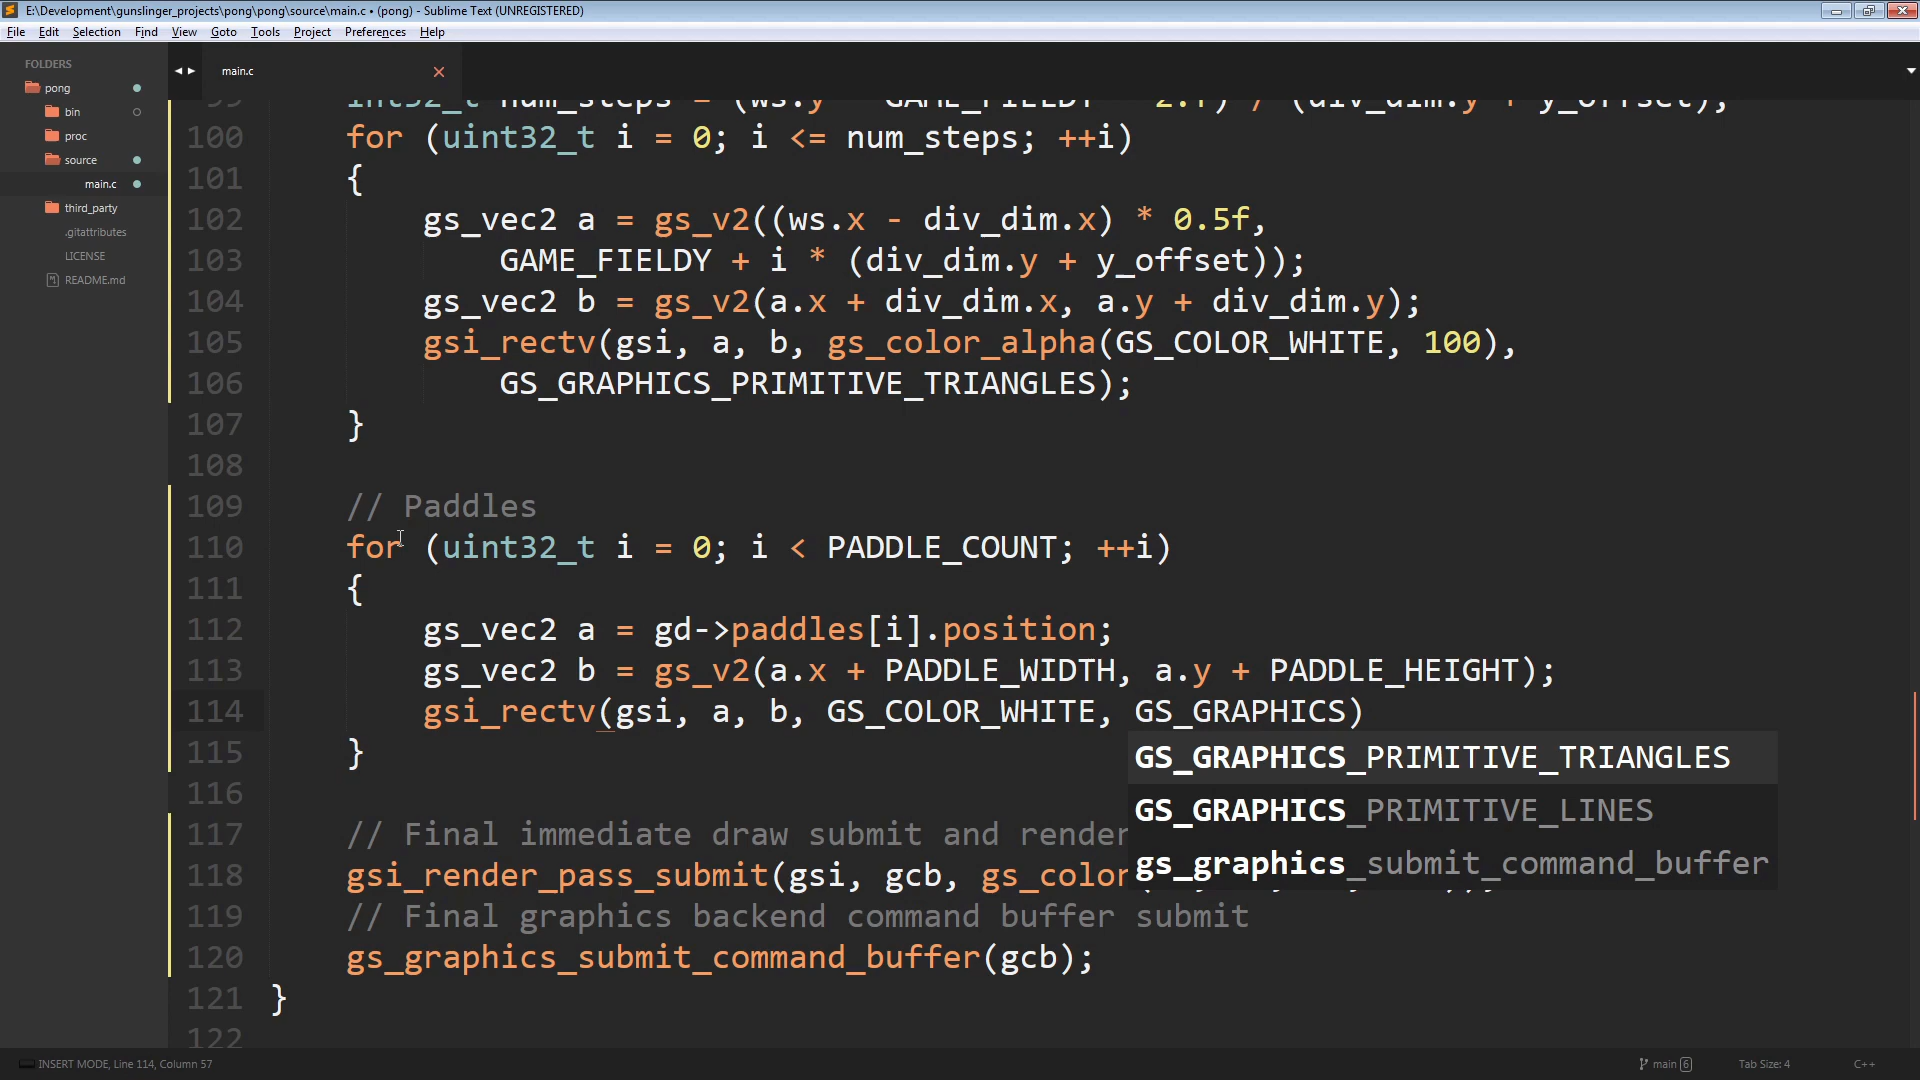 E:\Development\gunslinger_projects\pong\pong\source\main.c • (pong) - Sublime Text (UNREGISTERED)
File Edit Selection Find View Goto Tools Project Preferences Help
FOLDERS
pong
bin
proc
source
main.c
third_party
.gitattributes
LICENSE
README.md
main.c
100 for (uint32_t i = 0; i <= num_steps; ++i)
101 {
102 gs_vec2 a = gs_v2((ws.x - div_dim.x) * 0.5f,
103 GAME_FIELDY + i * (div_dim.y + y_offset));
104 gs_vec2 b = gs_v2(a.x + div_dim.x, a.y + div_dim.y);
105 gsi_rectv(gsi, a, b, gs_color_alpha(GS_COLOR_WHITE, 100),
106 GS_GRAPHICS_PRIMITIVE_TRIANGLES);
107 }
108
109 // Paddles
110 for (uint32_t i = 0; i < PADDLE_COUNT; ++i)
111 {
112 gs_vec2 a = gd->paddles[i].position;
113 gs_vec2 b = gs_v2(a.x + PADDLE_WIDTH, a.y + PADDLE_HEIGHT);
114 gsi_rectv(gsi, a, b, GS_COLOR_WHITE, GS_GRAPHICS)
115 }
GS_GRAPHICS_PRIMITIVE_TRIANGLES
GS_GRAPHICS_PRIMITIVE_LINES
gs_graphics_submit_command_buffer
116
117 // Final immediate draw submit and render
118 gsi_render_pass_submit(gsi, gcb, gs_color
119 // Final graphics backend command buffer submit
120 gs_graphics_submit_command_buffer(gcb);
121 }
122
INSERT MODE, Line 114, Column 57
main 6
Tab Size: 4
C++